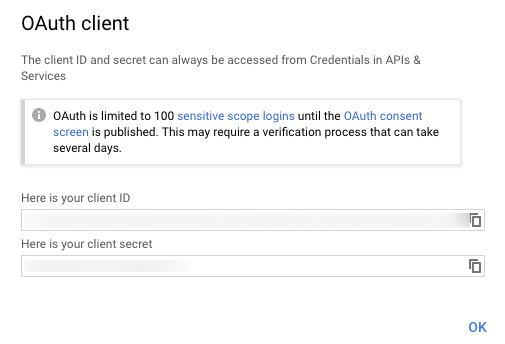 OAuth client
The client ID and secret can always be accessed from Credentials in APIs &
Services
OAuth is limited to 100 sensitive scope logins until the OAuth consent
screen is published. This may require a verification process that can take
several days.
Here is your client ID
Here is your client secret
OK